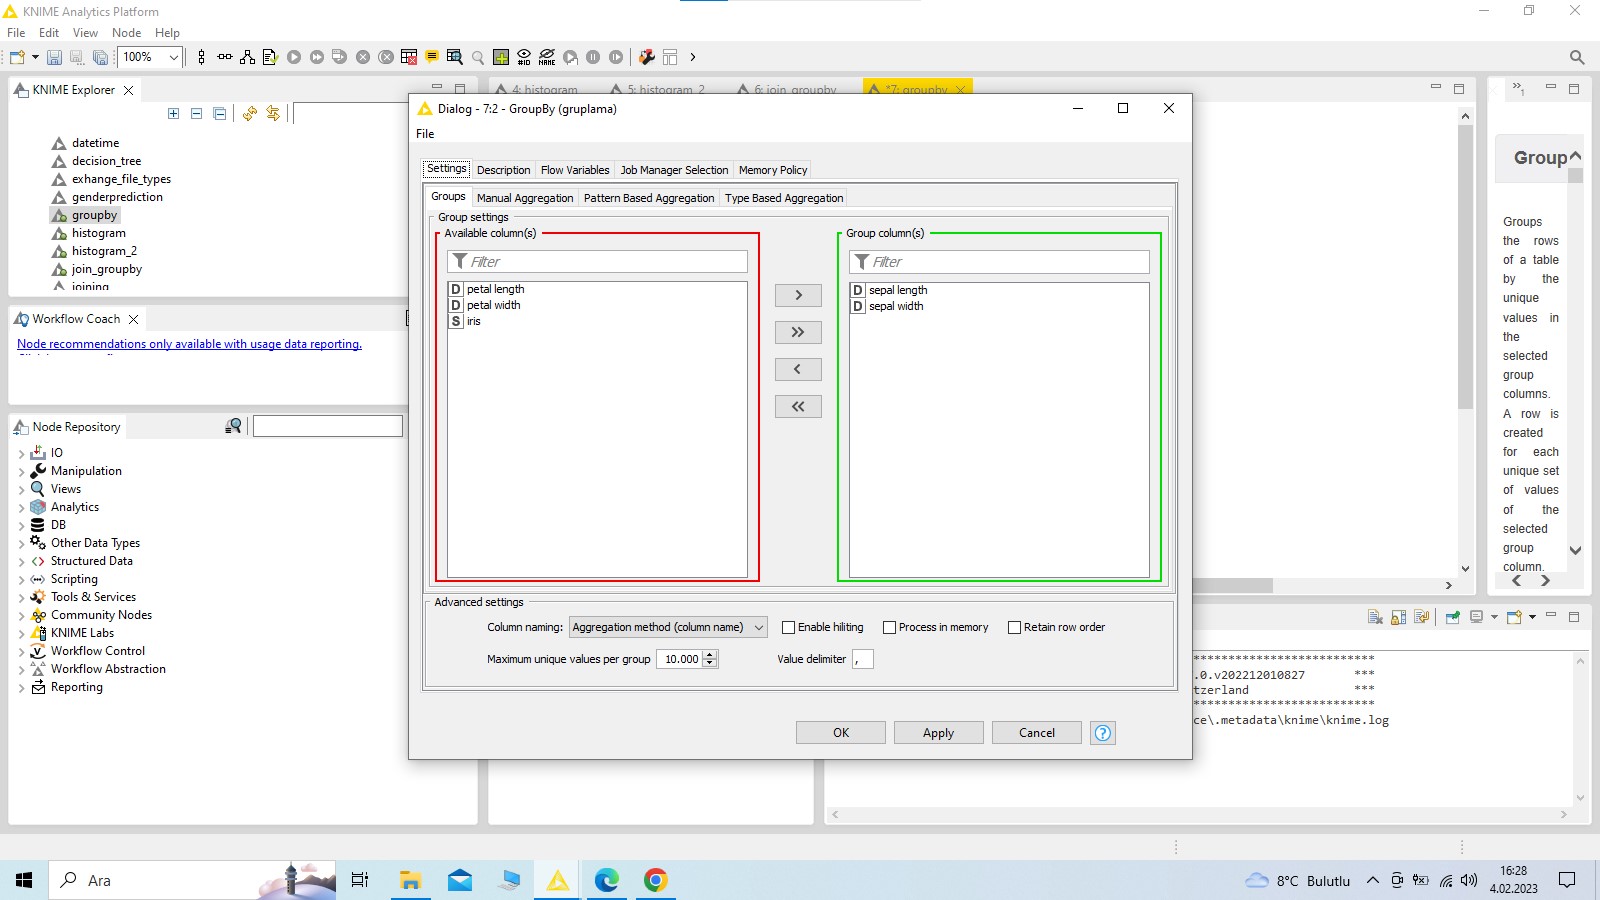 KNIME Analytics Platform
File Edit View Node Help
100%
#ID
NAME
KNIME Explorer
datetime
decision_tree
exhange_file_types
genderprediction
groupby
histogram
histogram_2
join_groupby
joining
Workflow Coach
Node recommendations only available with usage data reporting.
Node Repository
IO
Manipulation
Views
Analytics
DB
Other Data Types
Structured Data
Scripting
Tools & Services
Community Nodes
KNIME Labs
Workflow Control
Workflow Abstraction
Reporting
4: histogram
5: histogram_2
6: join_groupby
*7: groupby
Dialog - 7:2 - GroupBy (gruplama)
File
Settings Description Flow Variables Job Manager Selection Memory Policy
Groups Manual Aggregation Pattern Based Aggregation Type Based Aggregation
Group settings
Available column(s)
Filter
D petal length
D petal width
S iris
>
>>
<
<<
Group column(s)
Filter
D sepal length
D sepal width
Advanced settings
Column naming: Aggregation method (column name) Enable hiliting Process in memory Retain row order
Maximum unique values per group 10.000 Value delimiter ,
OK Apply Cancel ?
Group
Groups
the rows
of a table
by the
unique
values in
the
selected
group
columns.
A row is
created
for each
unique set
of values
of the
selected
group
column.
**************************
.0.v202212010827 ***
tzerland ***
**************************
ce\.metadata\knime\knime.log
Ara
8°C Bulutlu
16:28
4.02.2023